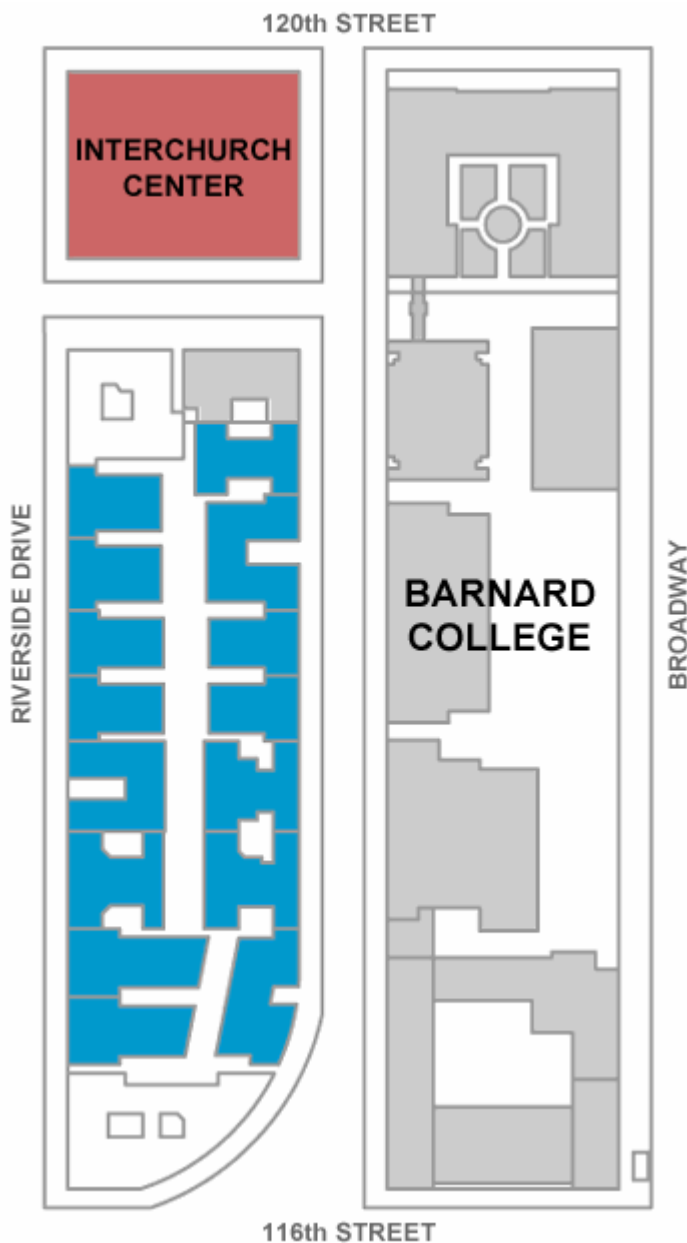 120th STREET
INTERCHURCH
CENTER
RIVERSIDE DRIVE
BARNARD
COLLEGE
BROADWAY
116th STREET